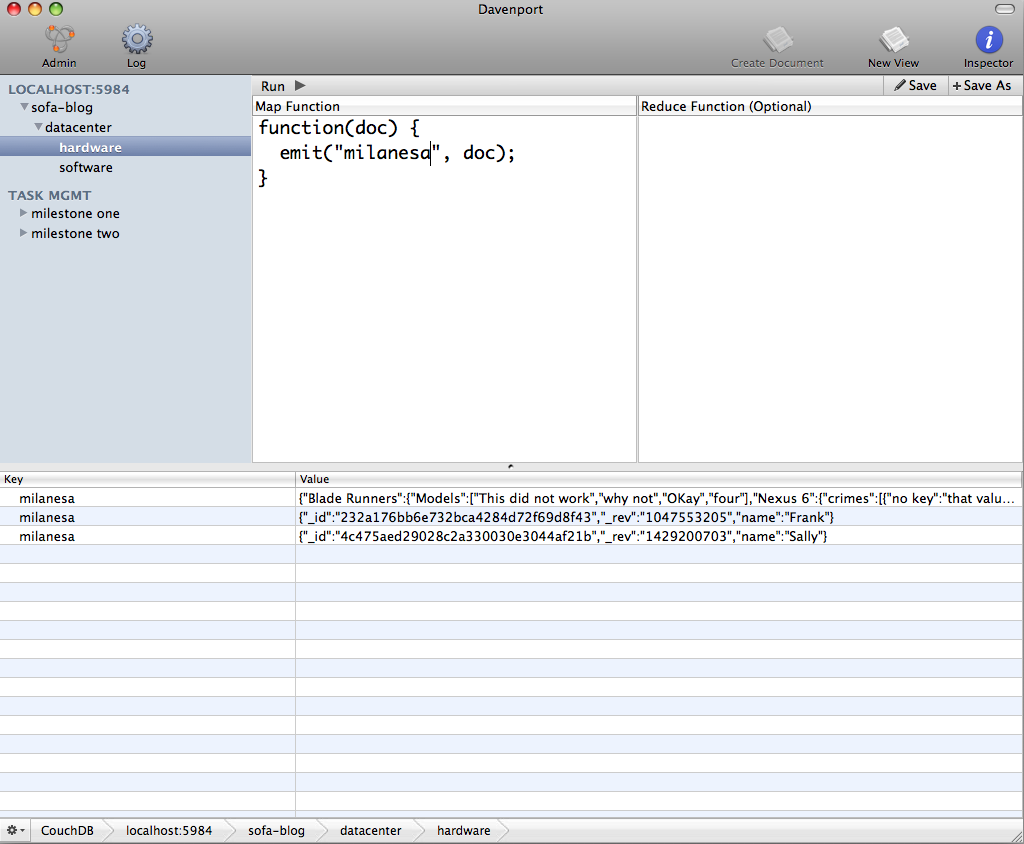 Davenport
Admin Log Create Document New View Inspector
LOCALHOST:5984
sofa-blog
datacenter
hardware
software
TASK MGMT
milestone one
milestone two
Run Save + Save As
Map Function Reduce Function (Optional)
function(doc) {
  emit("milanesa", doc);
}
Key Value
milanesa {"Blade Runners":{"Models":["This did not work","why not","OKay","four"],"Nexus 6":{"crimes":[{"no key":"that valu...
milanesa {"_id":"232a176bb6e732bca4284d72f69d8f43","_rev":"1047553205","name":"Frank"}
milanesa {"_id":"4c475aed29028c2a330030e3044af21b","_rev":"1429200703","name":"Sally"}
CouchDB localhost:5984 sofa-blog datacenter hardware